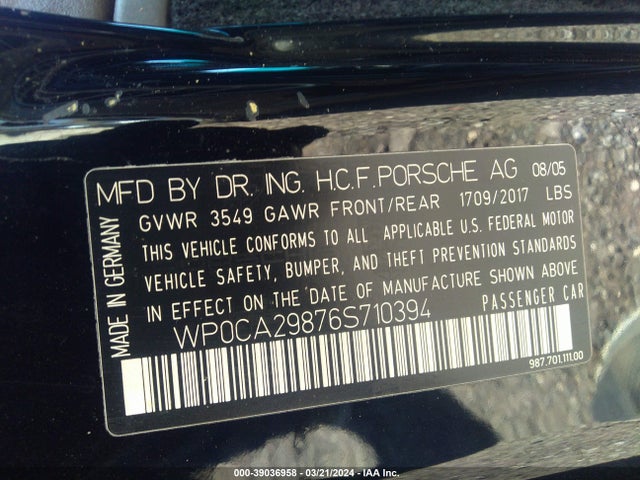 MFD BY DR. ING. H.C.F. PORSCHE AG 08/05
GVWR 3549 GAWR FRONT/REAR 1709/2017 LBS
THIS VEHICLE CONFORMS TO ALL APPLICABLE U.S. FEDERAL MOTOR
VEHICLE SAFETY, BUMPER, AND THEFT PREVENTION STANDARDS
IN EFFECT ON THE DATE OF MANUFACTURE SHOWN ABOVE
WP0CA29876S710394 PASSENGER CAR
987.701.111.00
MADE IN GERMANY
000-39036958 - 03/21/2024 - IAA Inc.